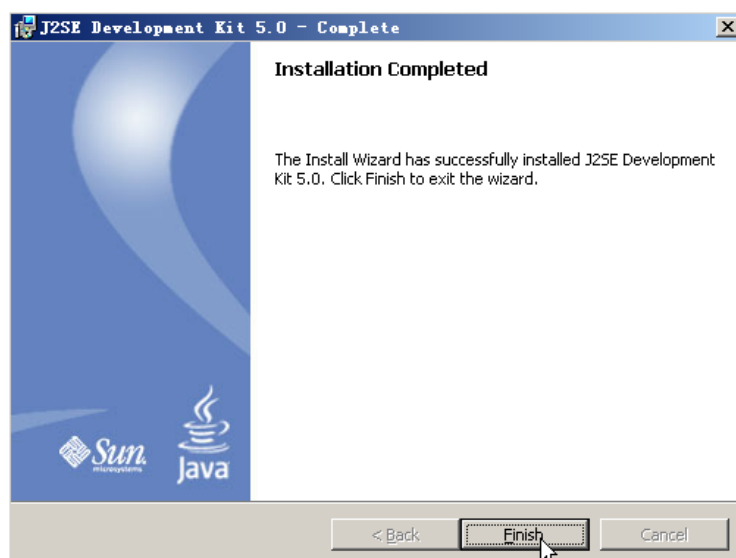 J2SE Development Kit 5.0 - Complete
Installation Completed
The Install Wizard has successfully installed J2SE Development
Kit 5.0. Click Finish to exit the wizard.
Sun
microsystems
Java
< Back
Finish
Cancel